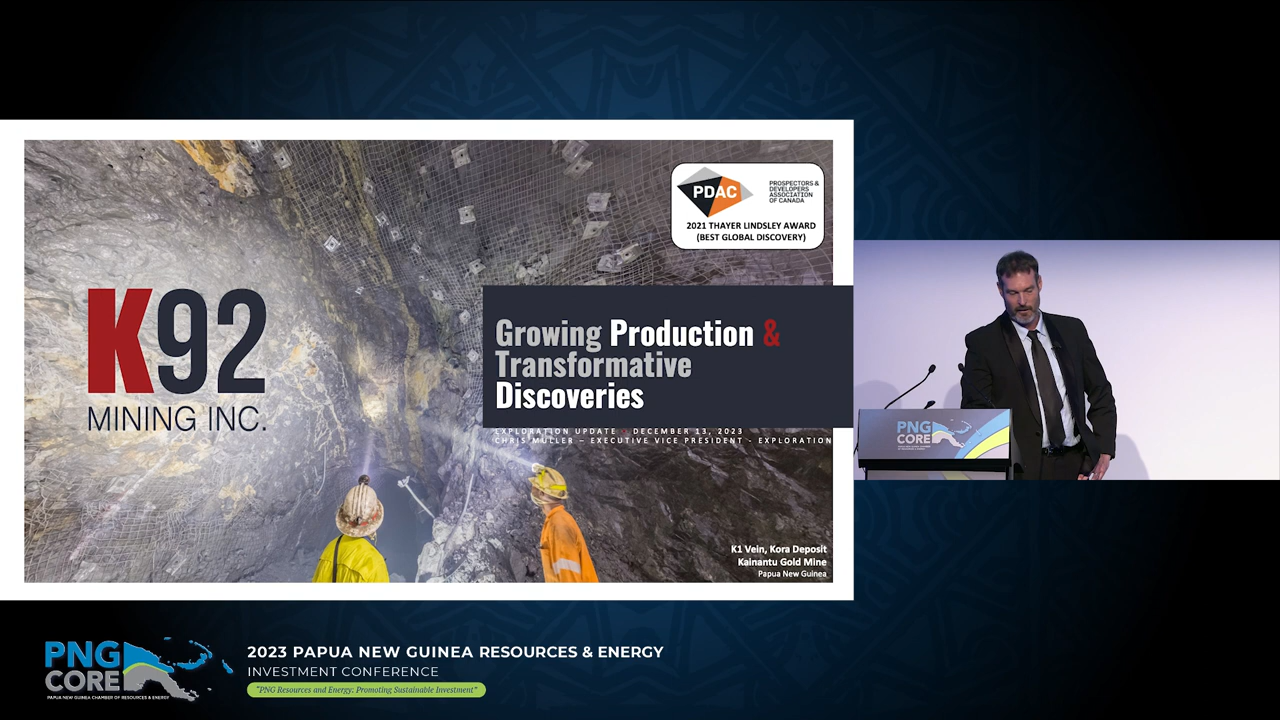 PDAC
PROSPECTORS &
DEVELOPERS
ASSOCIATION
OF CANADA
2021 THAYER LINDSLEY AWARD
(BEST GLOBAL DISCOVERY)
K92
MINING INC.
Growing Production &
Transformative
Discoveries
EXPLORATION UPDATE DECEMBER 13, 2023
CHRIS MULLER – EXECUTIVE VICE PRESIDENT - EXPLORATION
K1 Vein, Kora Deposit
Kainantu Gold Mine
Papua New Guinea
PNG
CORE
PNG
CORE
PAPUA NEW GUINEA CHAMBER OF RESOURCES & ENERGY
2023 PAPUA NEW GUINEA RESOURCES & ENERGY
INVESTMENT CONFERENCE
"PNG Resources and Energy: Promoting Sustainable Investment"